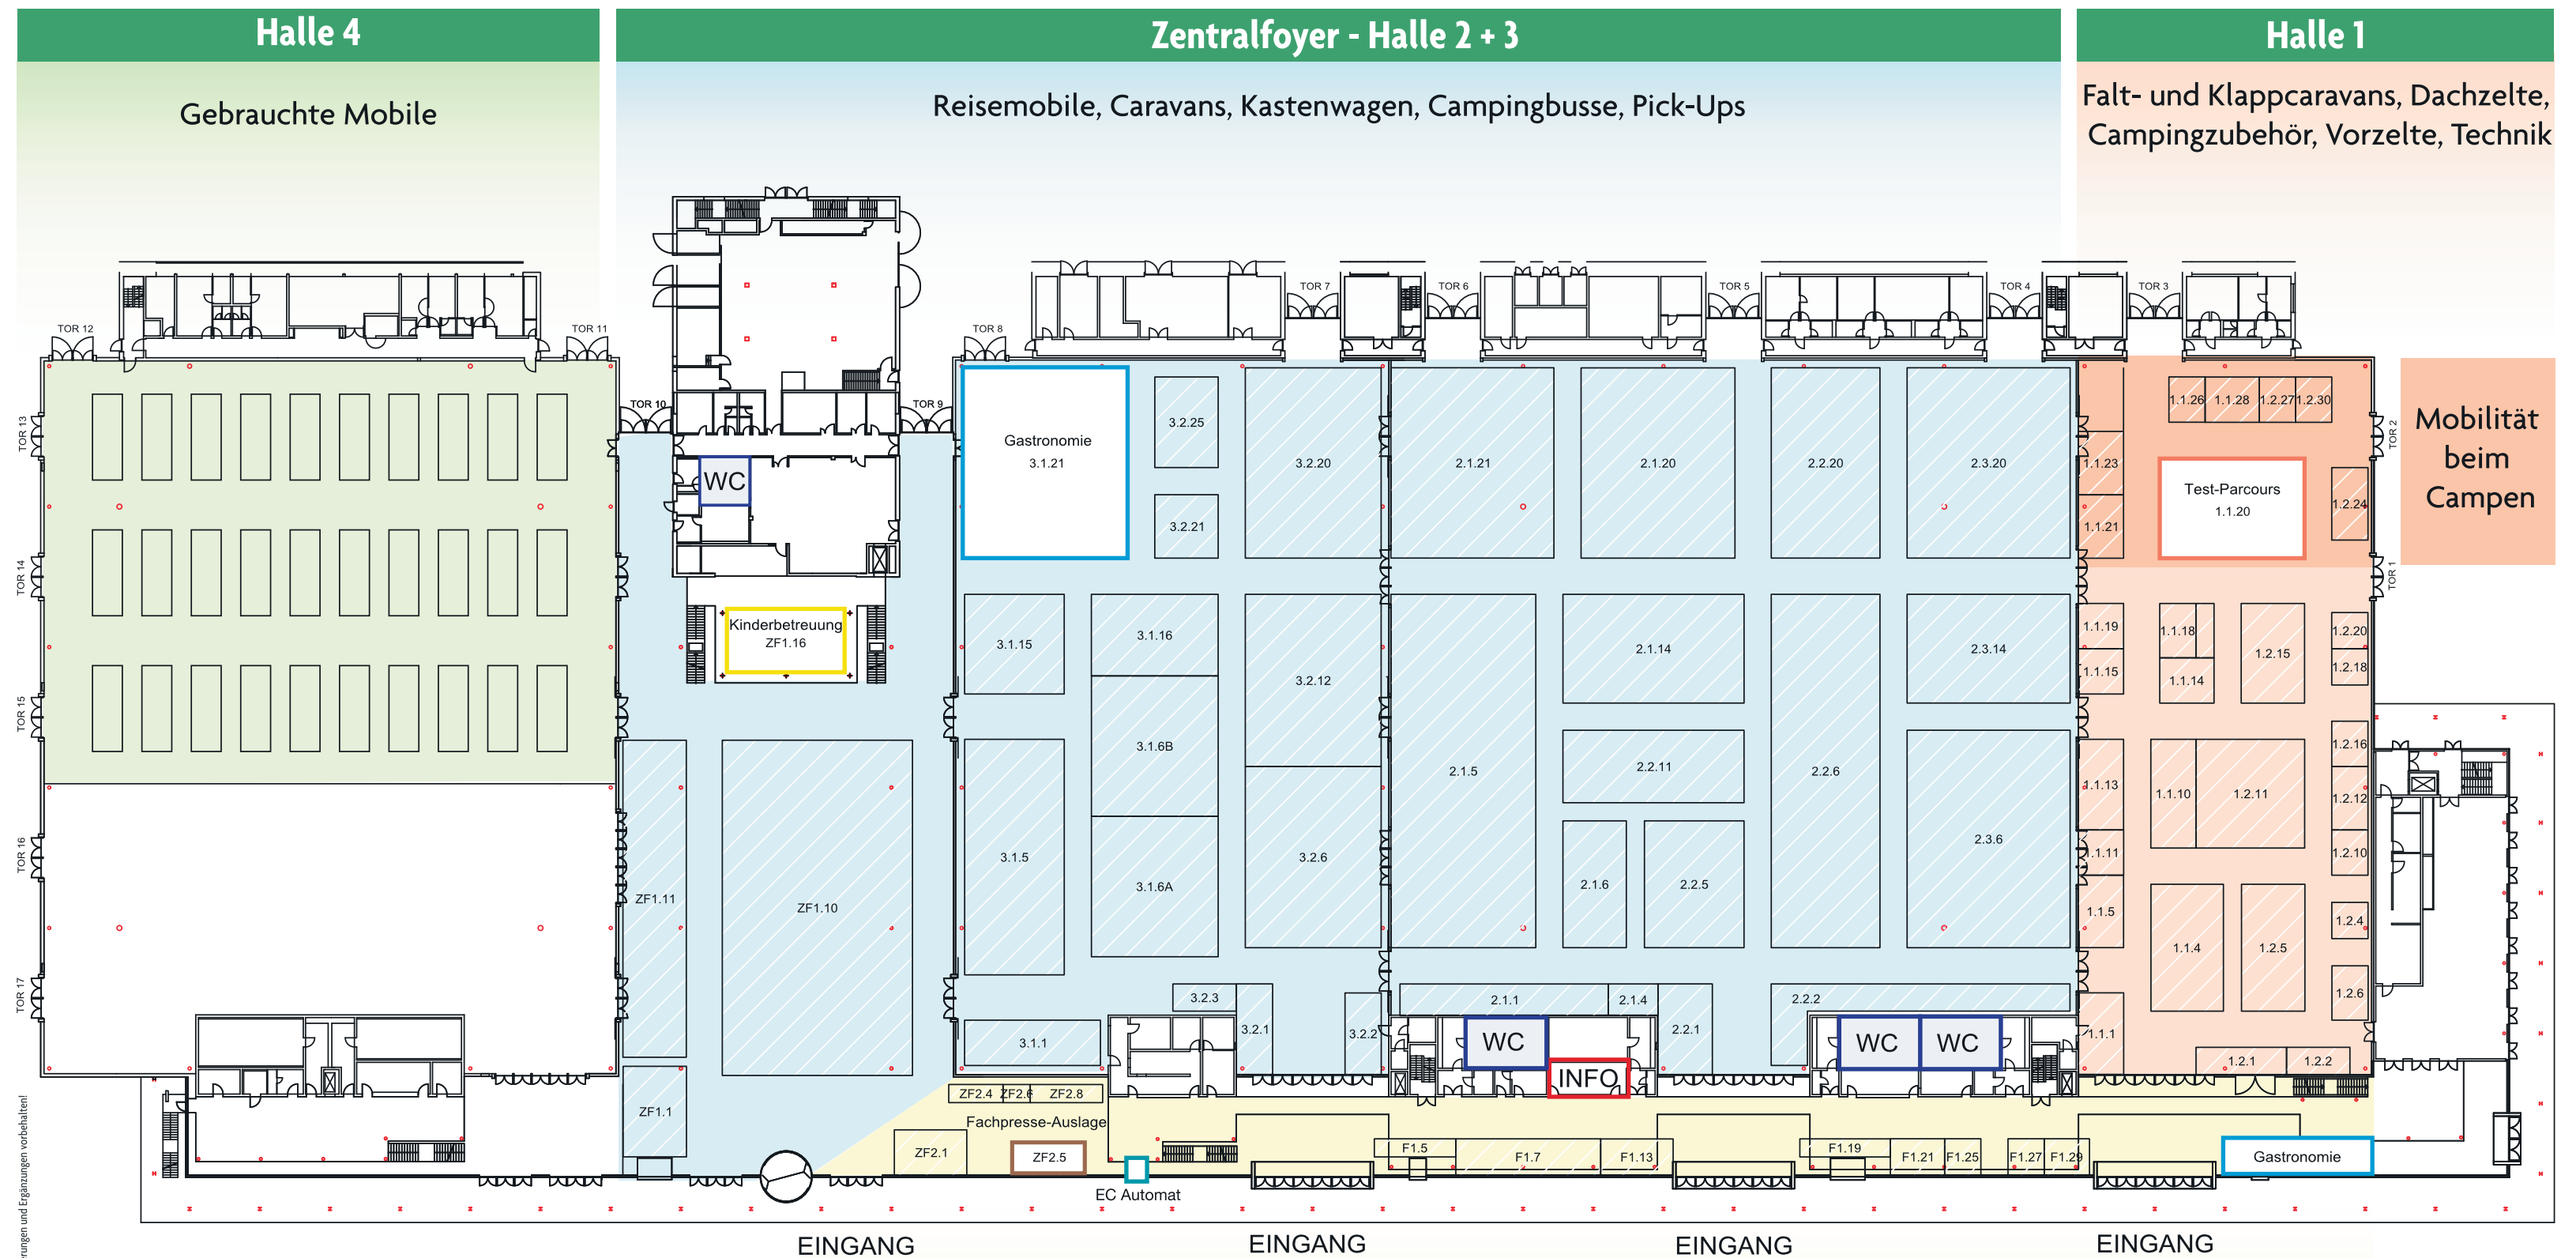 Halle 4
Zentralfoyer - Halle 2 + 3
Halle 1
Gebrauchte Mobile
Reisemobile, Caravans, Kastenwagen, Campingbusse, Pick-Ups
Falt- und Klappcaravans, Dachzelte,
Campingzubehör, Vorzelte, Technik
TOR 12
TOR 11
TOR 10
TOR 9
TOR 8
TOR 7
TOR 6
TOR 5
TOR 4
TOR 3
TOR 13
TOR 14
TOR 15
TOR 16
TOR 17
TOR 2
TOR 1
Mobilität
beim
Campen
WC
Kinderbetreuung
ZF1.16
ZF1.11
ZF1.10
ZF1.1
Gastronomie
3.1.21
3.2.25
3.2.21
3.2.20
3.1.15
3.1.16
3.1.6B
3.2.12
3.1.5
3.1.6A
3.2.6
3.2.3
3.2.1
3.2.2
3.1.1
2.1.21
2.1.20
2.2.20
2.3.20
2.1.14
2.3.14
2.1.5
2.2.11
2.2.6
2.3.6
2.1.6
2.2.5
2.1.1
2.1.4
2.2.1
2.2.2
WC
INFO
WC
WC
1.1.26
1.1.28
1.2.27
1.2.30
1.1.23
1.1.21
Test-Parcours
1.1.20
1.2.24
1.1.19
1.1.18
1.2.15
1.2.20
1.2.18
1.1.15
1.1.14
1.2.16
1.1.13
1.1.10
1.2.11
1.2.12
1.1.11
1.2.10
1.1.5
1.1.4
1.2.5
1.2.4
1.2.6
1.1.1
1.2.1
1.2.2
ZF2.4
ZF2.6
ZF2.8
Fachpresse-Auslage
ZF2.1
ZF2.5
EC Automat
F1.5
F1.7
F1.13
F1.19
F1.21
F1.25
F1.27
F1.29
Gastronomie
EINGANG
EINGANG
EINGANG
EINGANG
und Ergänzungen vorbehalten!